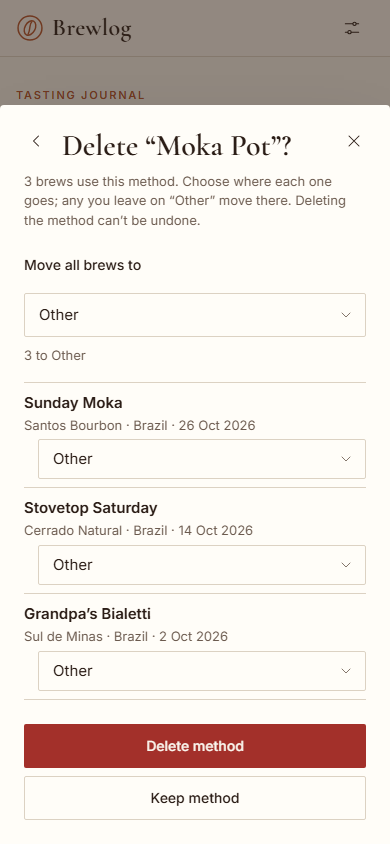 Brewlog
TASTING JOURNAL
Delete “Moka Pot”?
3 brews use this method. Choose where each one
goes; any you leave on “Other” move there. Deleting
the method can’t be undone.
Move all brews to
Other
3 to Other
Sunday Moka
Santos Bourbon · Brazil · 26 Oct 2026
Other
Stovetop Saturday
Cerrado Natural · Brazil · 14 Oct 2026
Other
Grandpa’s Bialetti
Sul de Minas · Brazil · 2 Oct 2026
Other
Delete method
Keep method